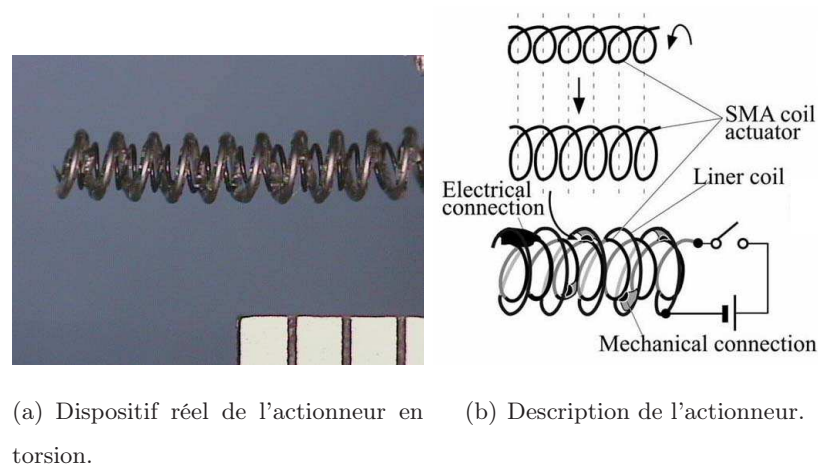 SMA coil
actuator
Liner coil
Electrical
connection
Mechanical connection
(a) Dispositif réel de l'actionneur en
torsion.
(b) Description de l'actionneur.